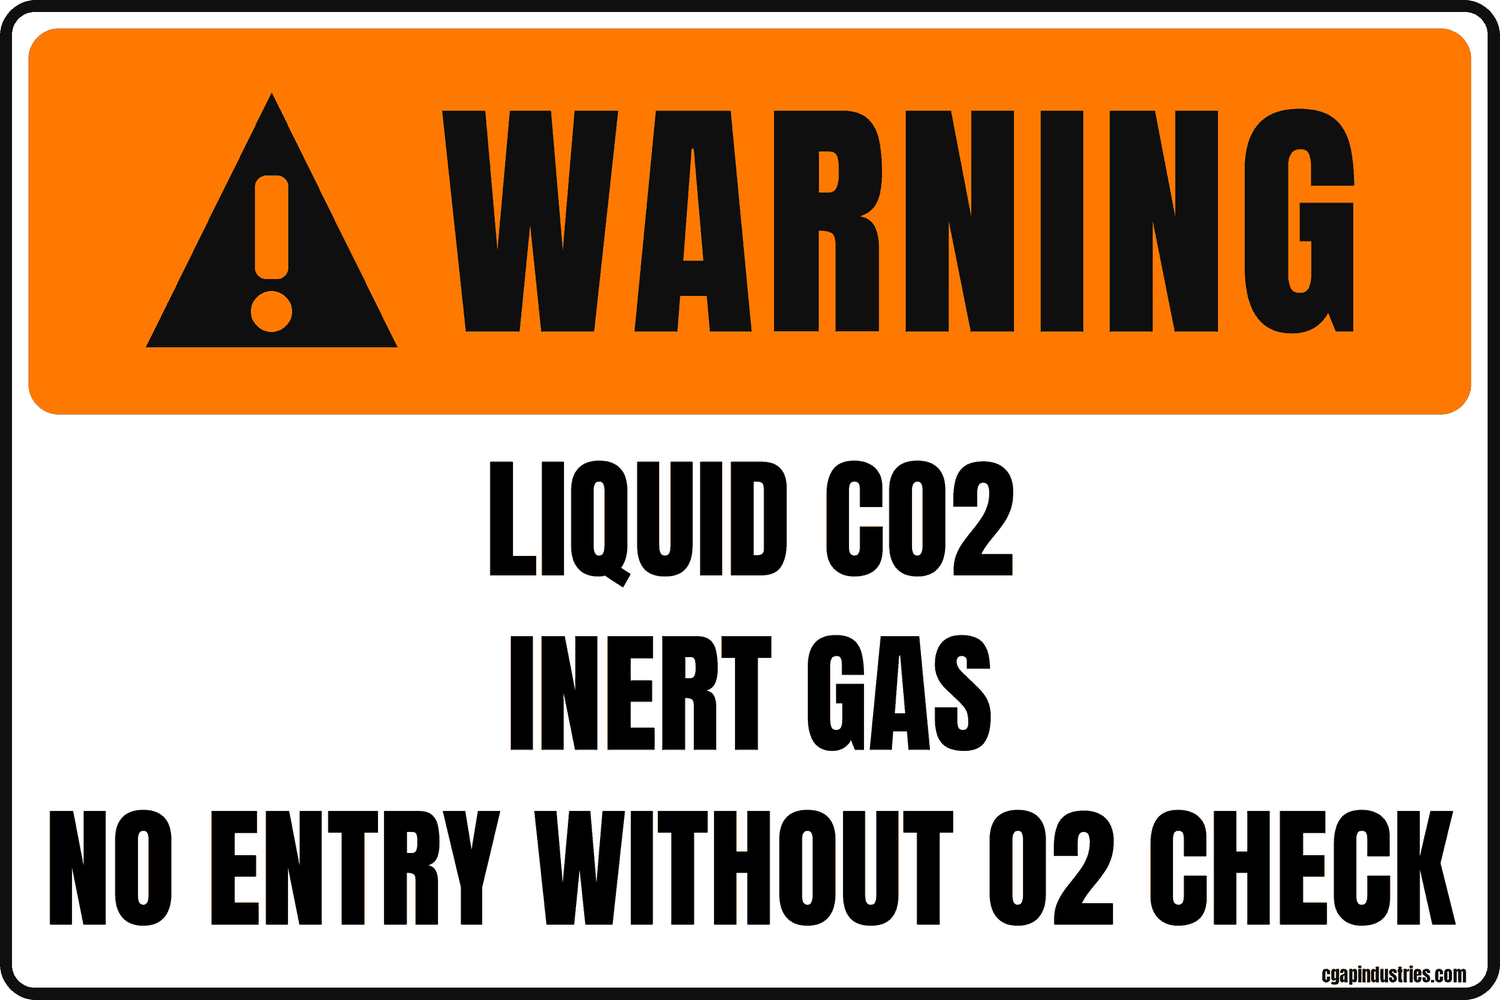 WARNING
LIQUID CO2
INERT GAS
NO ENTRY WITHOUT O2 CHECK
cgapindustries.com